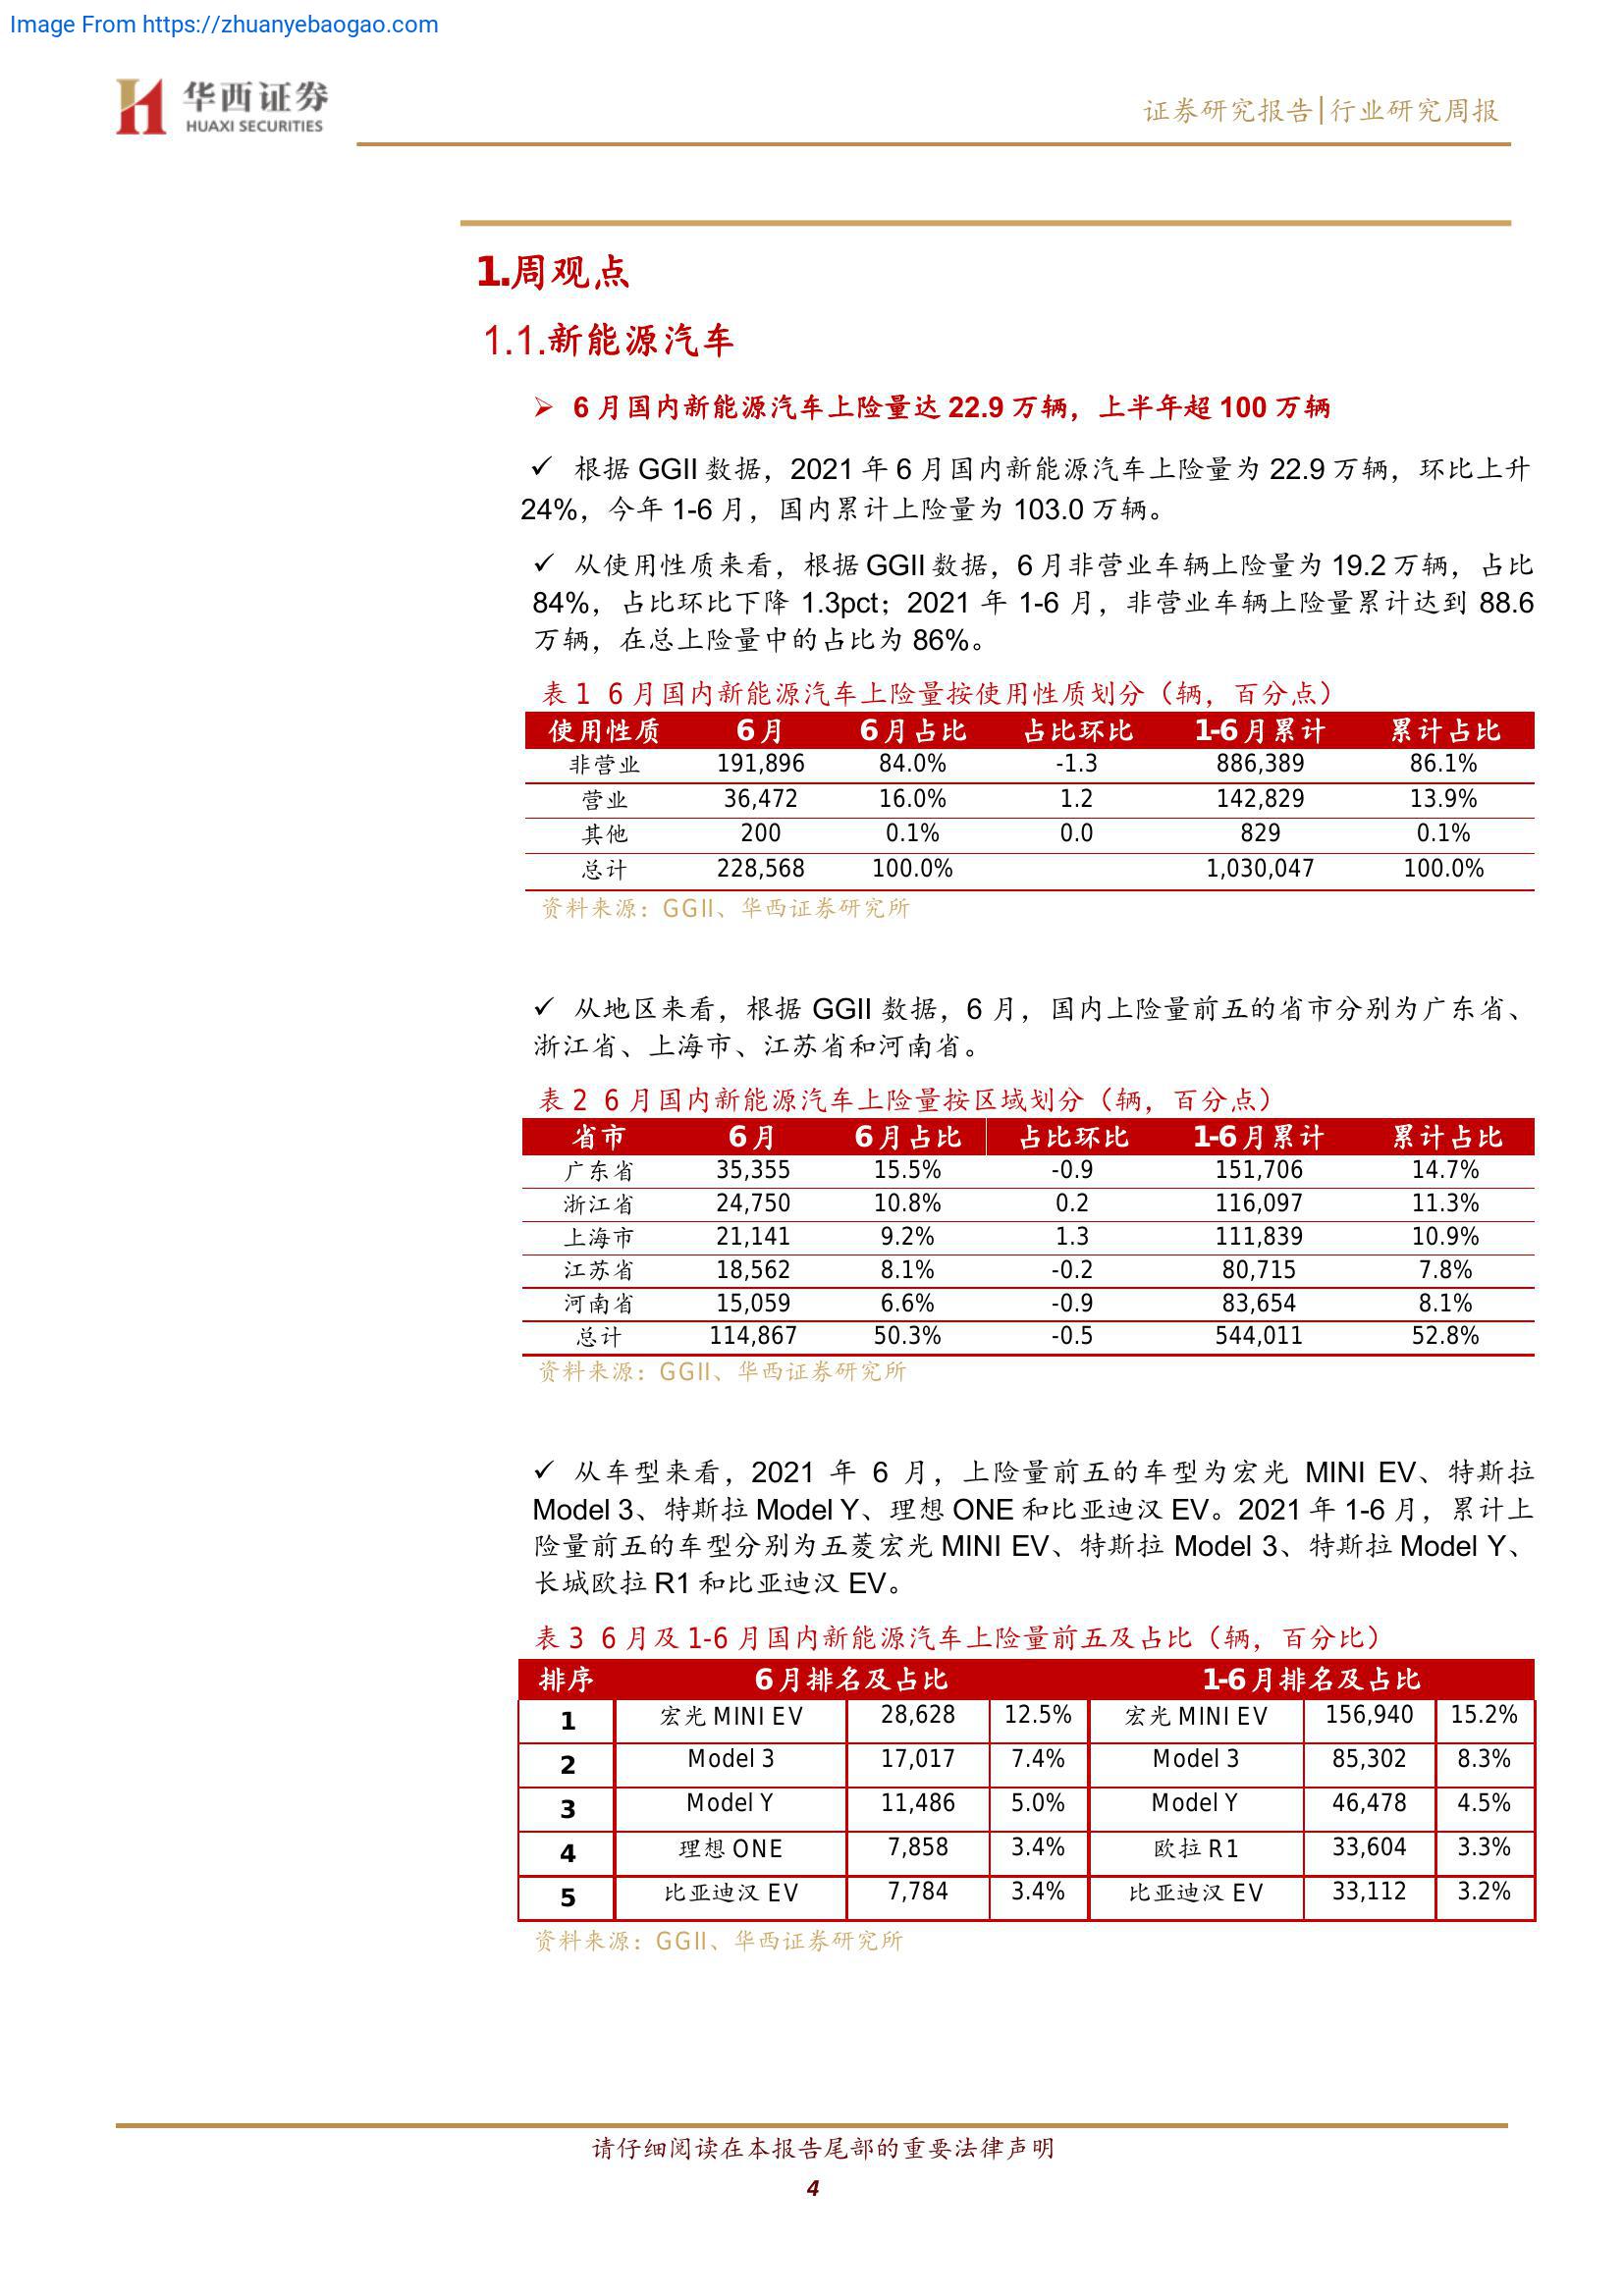 Image From https://zhuanyebaogao.com
华西证券
HUAXI SECURITIES
证券研究报告|行业研究周报
1.周观点
1.1.新能源汽车
➢ 6 月国内新能源汽车上险量达 22.9 万辆，上半年超 100 万辆
✓ 根据 GGII 数据，2021 年 6 月国内新能源汽车上险量为 22.9 万辆，环比上升
24%，今年 1-6 月，国内累计上险量为 103.0 万辆。
✓ 从使用性质来看，根据 GGII 数据，6 月非营业车辆上险量为 19.2 万辆，占比
84%，占比环比下降 1.3pct；2021 年 1-6 月，非营业车辆上险量累计达到 88.6
万辆，在总上险量中的占比为 86%。
表 1 6 月国内新能源汽车上险量按使用性质划分（辆，百分点）
使用性质 6 月 6 月占比 占比环比 1-6 月累计 累计占比
非营业 191,896 84.0% -1.3 886,389 86.1%
营业 36,472 16.0% 1.2 142,829 13.9%
其他 200 0.1% 0.0 829 0.1%
总计 228,568 100.0% 1,030,047 100.0%
资料来源：GGII、华西证券研究所
✓ 从地区来看，根据 GGII 数据，6 月，国内上险量前五的省市分别为广东省、
浙江省、上海市、江苏省和河南省。
表 2 6 月国内新能源汽车上险量按区域划分（辆，百分点）
省市 6 月 6 月占比 占比环比 1-6 月累计 累计占比
广东省 35,355 15.5% -0.9 151,706 14.7%
浙江省 24,750 10.8% 0.2 116,097 11.3%
上海市 21,141 9.2% 1.3 111,839 10.9%
江苏省 18,562 8.1% -0.2 80,715 7.8%
河南省 15,059 6.6% -0.9 83,654 8.1%
总计 114,867 50.3% -0.5 544,011 52.8%
资料来源：GGII、华西证券研究所
✓ 从车型来看，2021 年 6 月，上险量前五的车型为宏光 MINI EV、特斯拉
Model 3、特斯拉 Model Y、理想 ONE 和比亚迪汉 EV。2021 年 1-6 月，累计上
险量前五的车型分别为五菱宏光 MINI EV、特斯拉 Model 3、特斯拉 Model Y、
长城欧拉 R1 和比亚迪汉 EV。
表 3 6 月及 1-6 月国内新能源汽车上险量前五及占比（辆，百分比）
排序 6 月排名及占比 1-6 月排名及占比
1 宏光 MINI EV 28,628 12.5% 宏光 MINI EV 156,940 15.2%
2 Model 3 17,017 7.4% Model 3 85,302 8.3%
3 Model Y 11,486 5.0% Model Y 46,478 4.5%
4 理想 ONE 7,858 3.4% 欧拉 R1 33,604 3.3%
5 比亚迪汉 EV 7,784 3.4% 比亚迪汉 EV 33,112 3.2%
资料来源：GGII、华西证券研究所
请仔细阅读在本报告尾部的重要法律声明
4